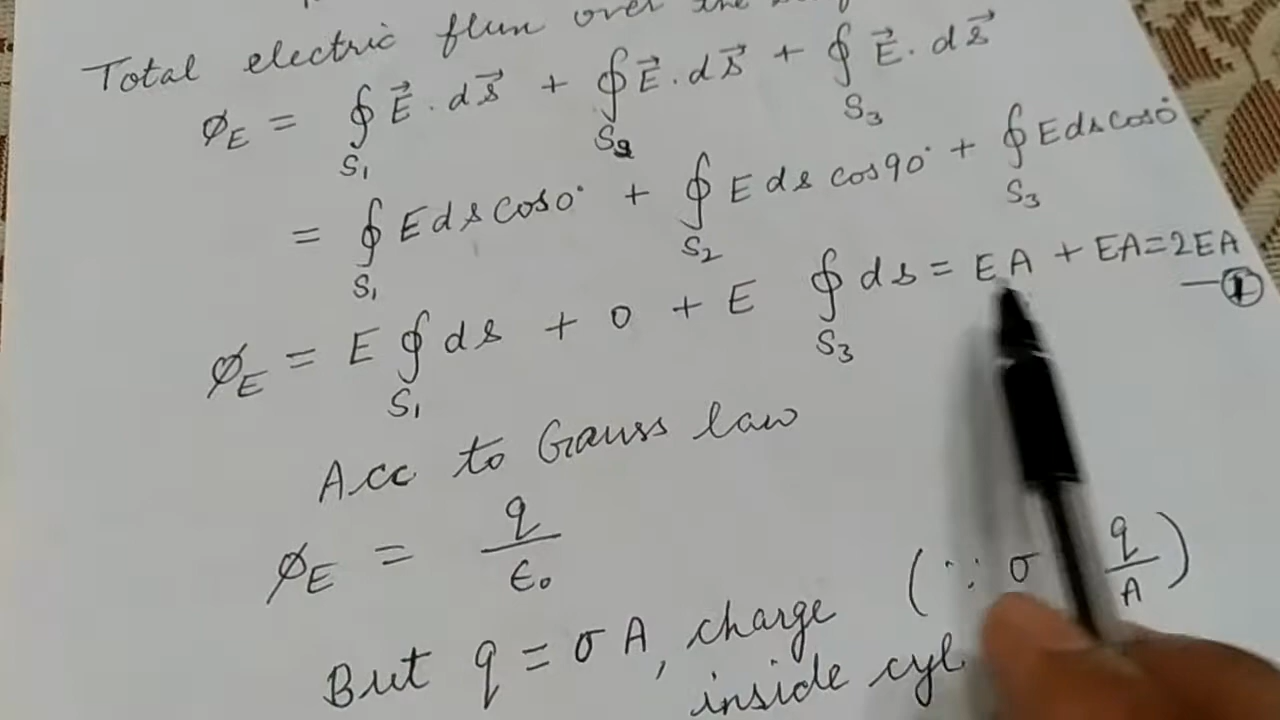 Total electric flux over the
ϕE = ∮S₁ E⃗ . ds⃗ + ∮S₂ E⃗ . ds⃗ + ∮S₃ E⃗ . ds⃗
= ∮S₁ E ds cos0° + ∮S₂ E ds cos90° + ∮S₃ E ds cos0°
ϕE = E ∮S₁ ds + 0 + E ∮S₃ ds = EA + EA = 2EA —①
Acc to Gauss law
ϕE = q/ϵ₀
But q = σA, charge (∵ σ q/A)
inside cyl